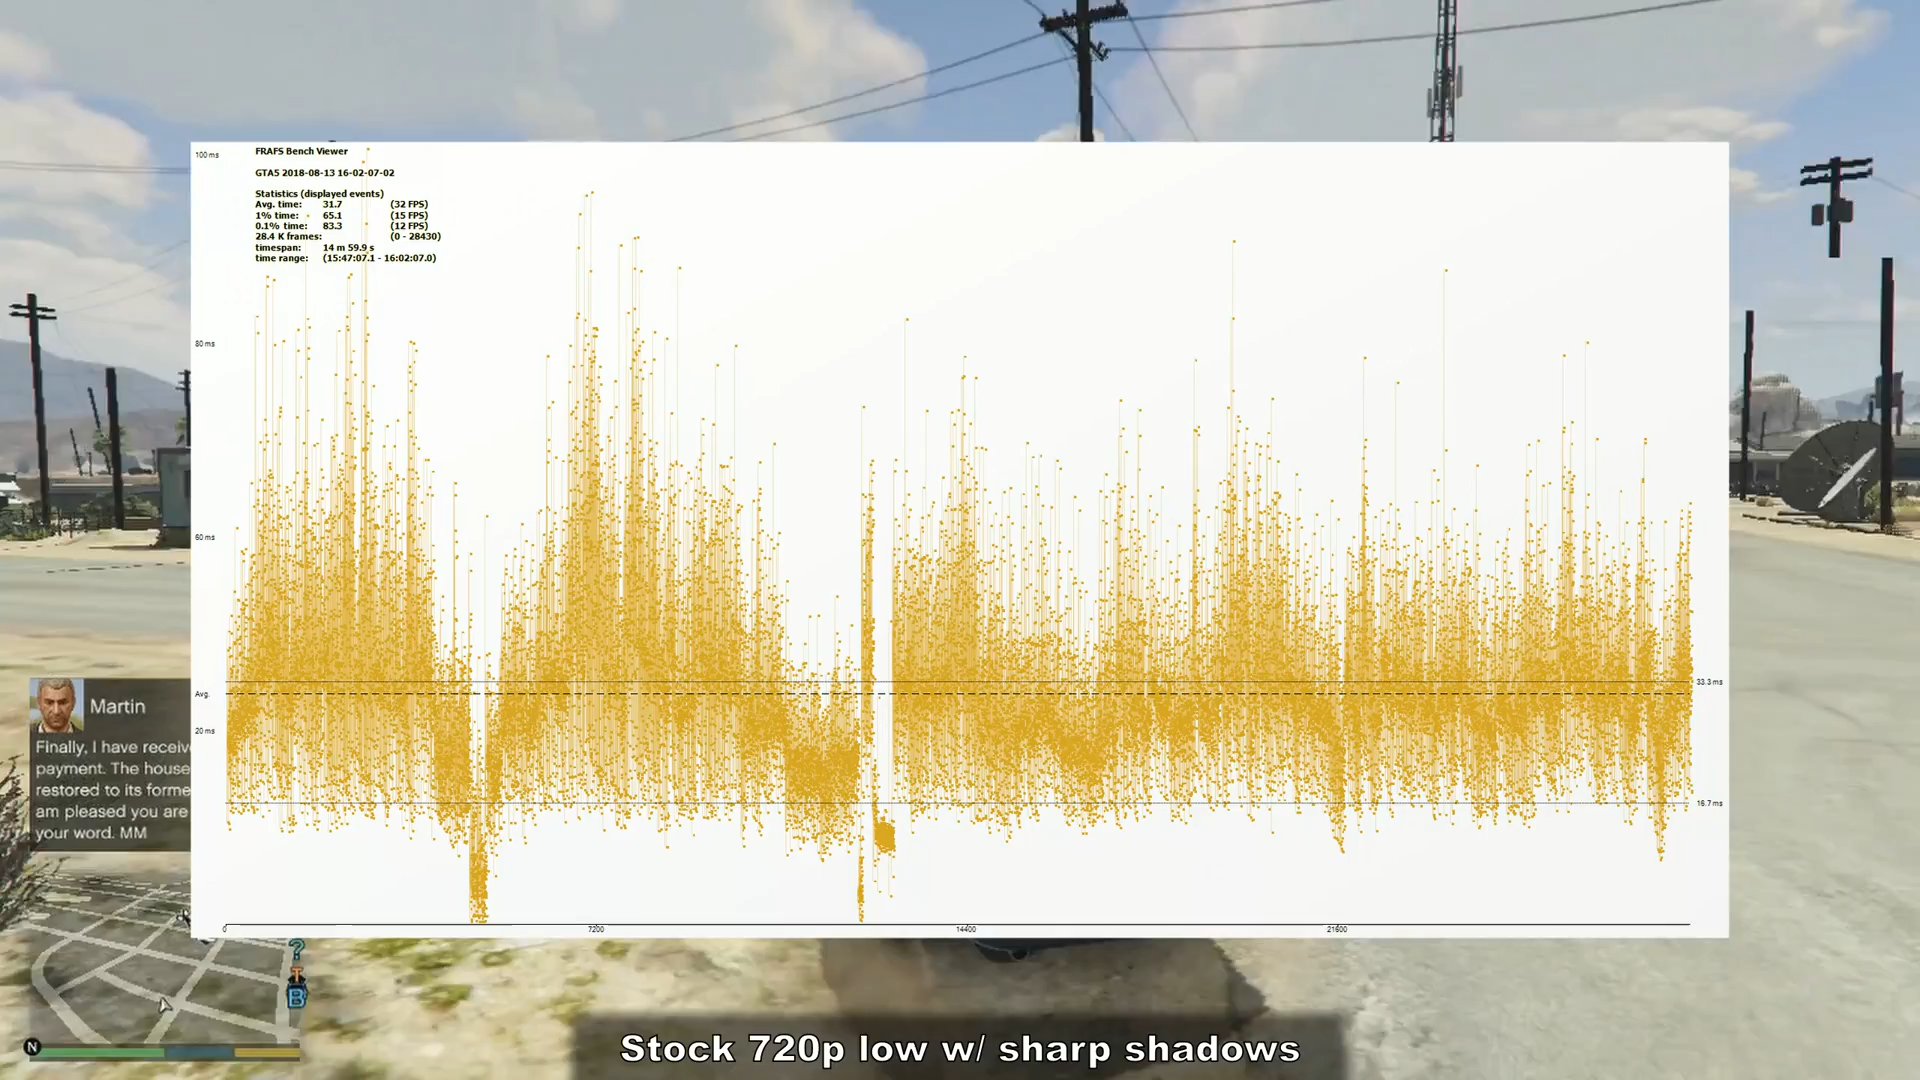 100 ms
FRAFS Bench Viewer
GTA5 2018-08-13 16-02-07-02
Statistics (displayed events)
Avg. time: 31.7 (32 FPS)
1% time: 65.1 (15 FPS)
0.1% time: 83.3 (12 FPS)
28.4 K frames: (0 - 28430)
timespan: 14 m 59.9 s
time range: (15:47:07.1 - 16:02:07.0)
80 ms
60 ms
33.3 ms
Avg.
20 ms
16.7 ms
0
7200
14400
21600
Martin
Finally, I have receiv
payment. The house
restored to its forme
am pleased you are
your word. MM
?
T
B
N
Stock 720p low w/ sharp shadows